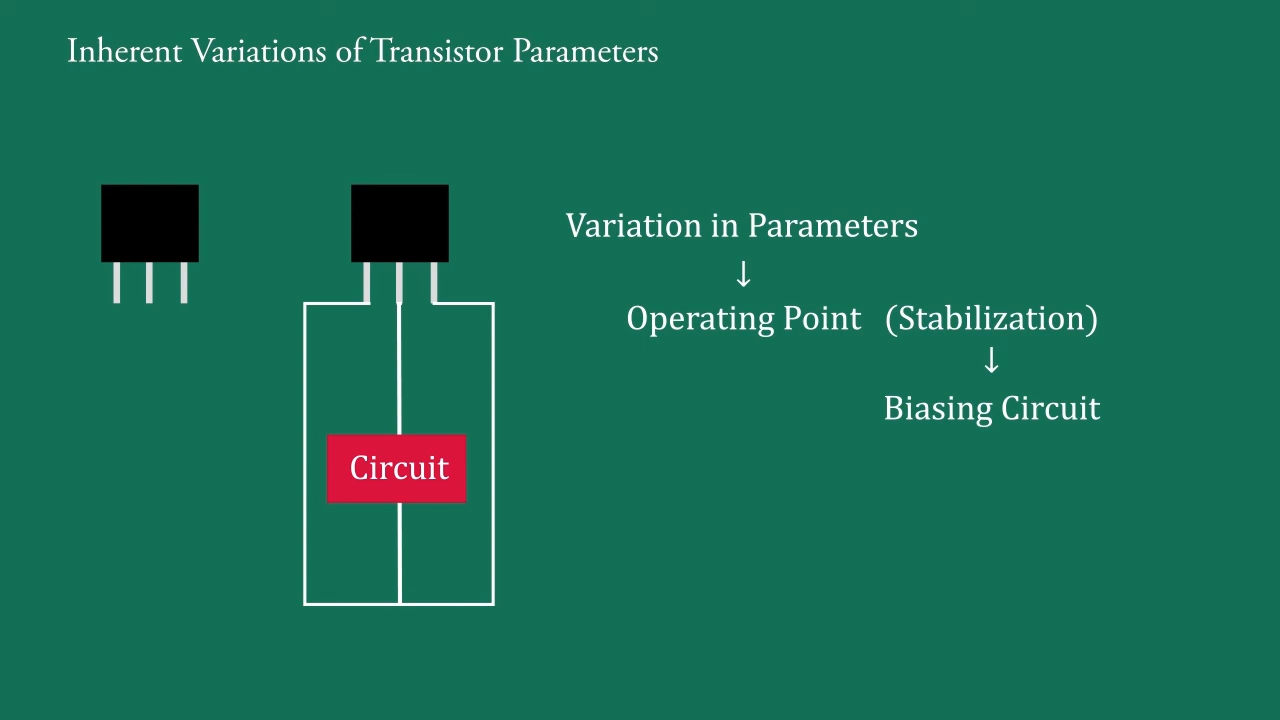 Inherent Variations of Transistor Parameters
Variation in Parameters
↓
Operating Point (Stabilization)
↓
Biasing Circuit
Circuit